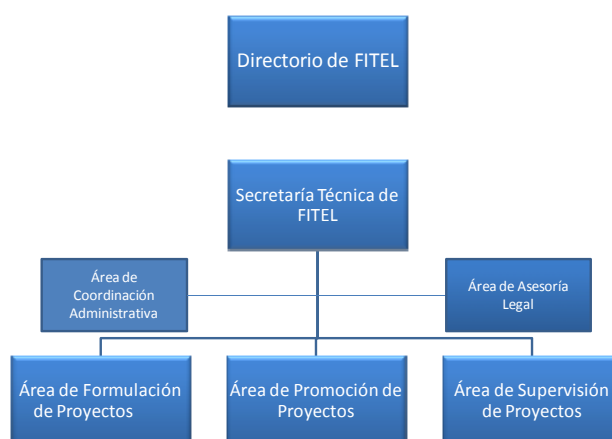 Directorio de FITEL
Secretaría Técnica de
FITEL
Área de
Coordinación
Administrativa
Área de Asesoría
Legal
Área de Formulación
de Proyectos
Área de Promoción de
Proyectos
Área de Supervisión
de Proyectos